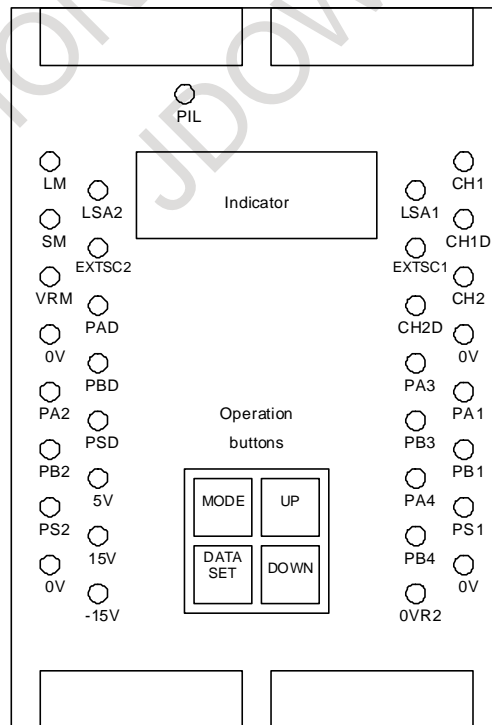 PIL
Indicator
LM
LSA2
SM
EXTSC2
VRM
PAD
0V
PBD
PA2
PSD
PB2
5V
PS2
15V
0V
-15V
Operation
buttons
MODE UP
DATA
SET
DOWN
CH1
LSA1
CH1D
EXTSC1
CH2
CH2D
0V
PA3
PA1
PB3
PB1
PA4
PS1
PB4
0V
0VR2